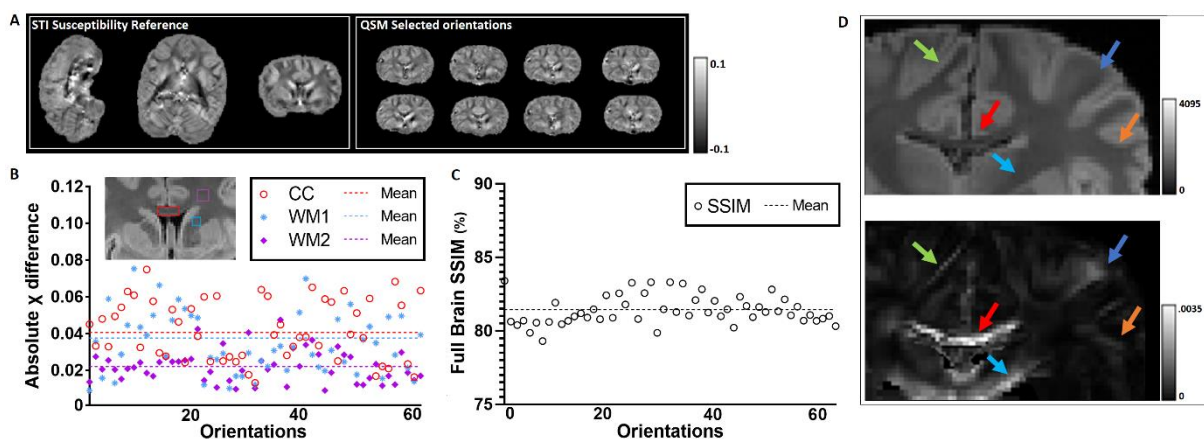 A
STI Susceptibility Reference
QSM Selected orientations
0.1
-0.1
B
Absolute χ difference
0.12
0.10
0.08
0.06
0.04
0.02
0
20
40
60
Orientations
CC
Mean
WM1
Mean
WM2
Mean
C
Full Brain SSIM (%)
90
85
80
75
0
20
40
60
Orientations
SSIM
Mean
D
4095
0
.0035
0